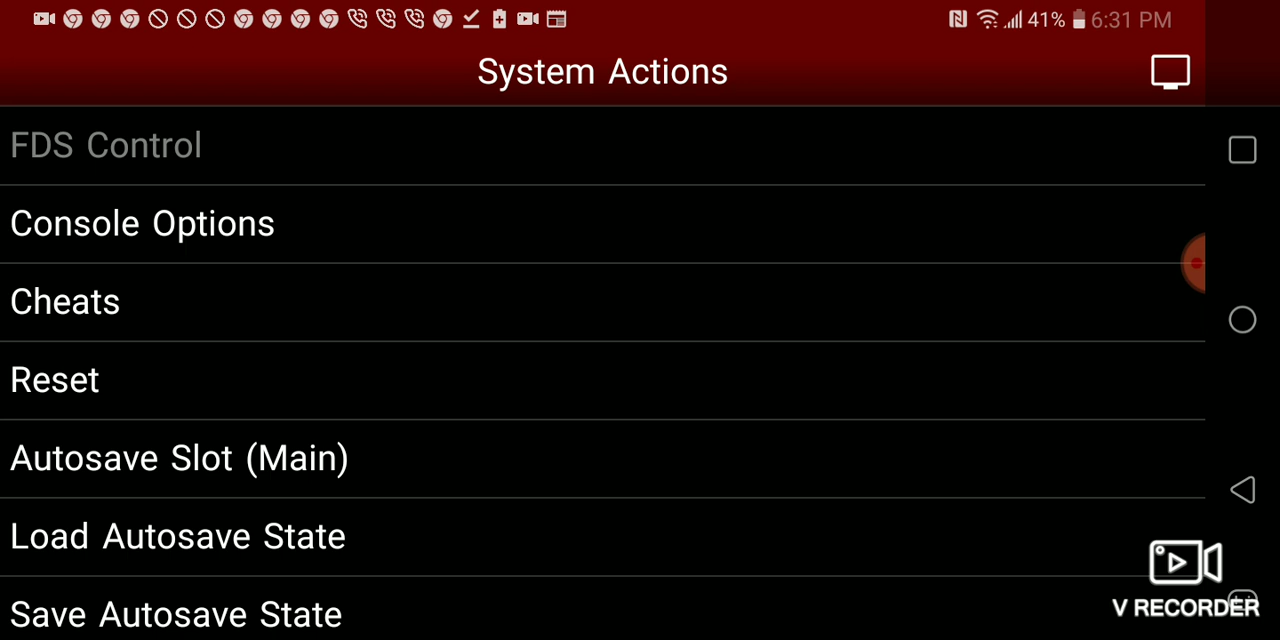 41% 6:31 PM
System Actions
FDS Control
Console Options
Cheats
Reset
Autosave Slot (Main)
Load Autosave State
Save Autosave State
V RECORDER